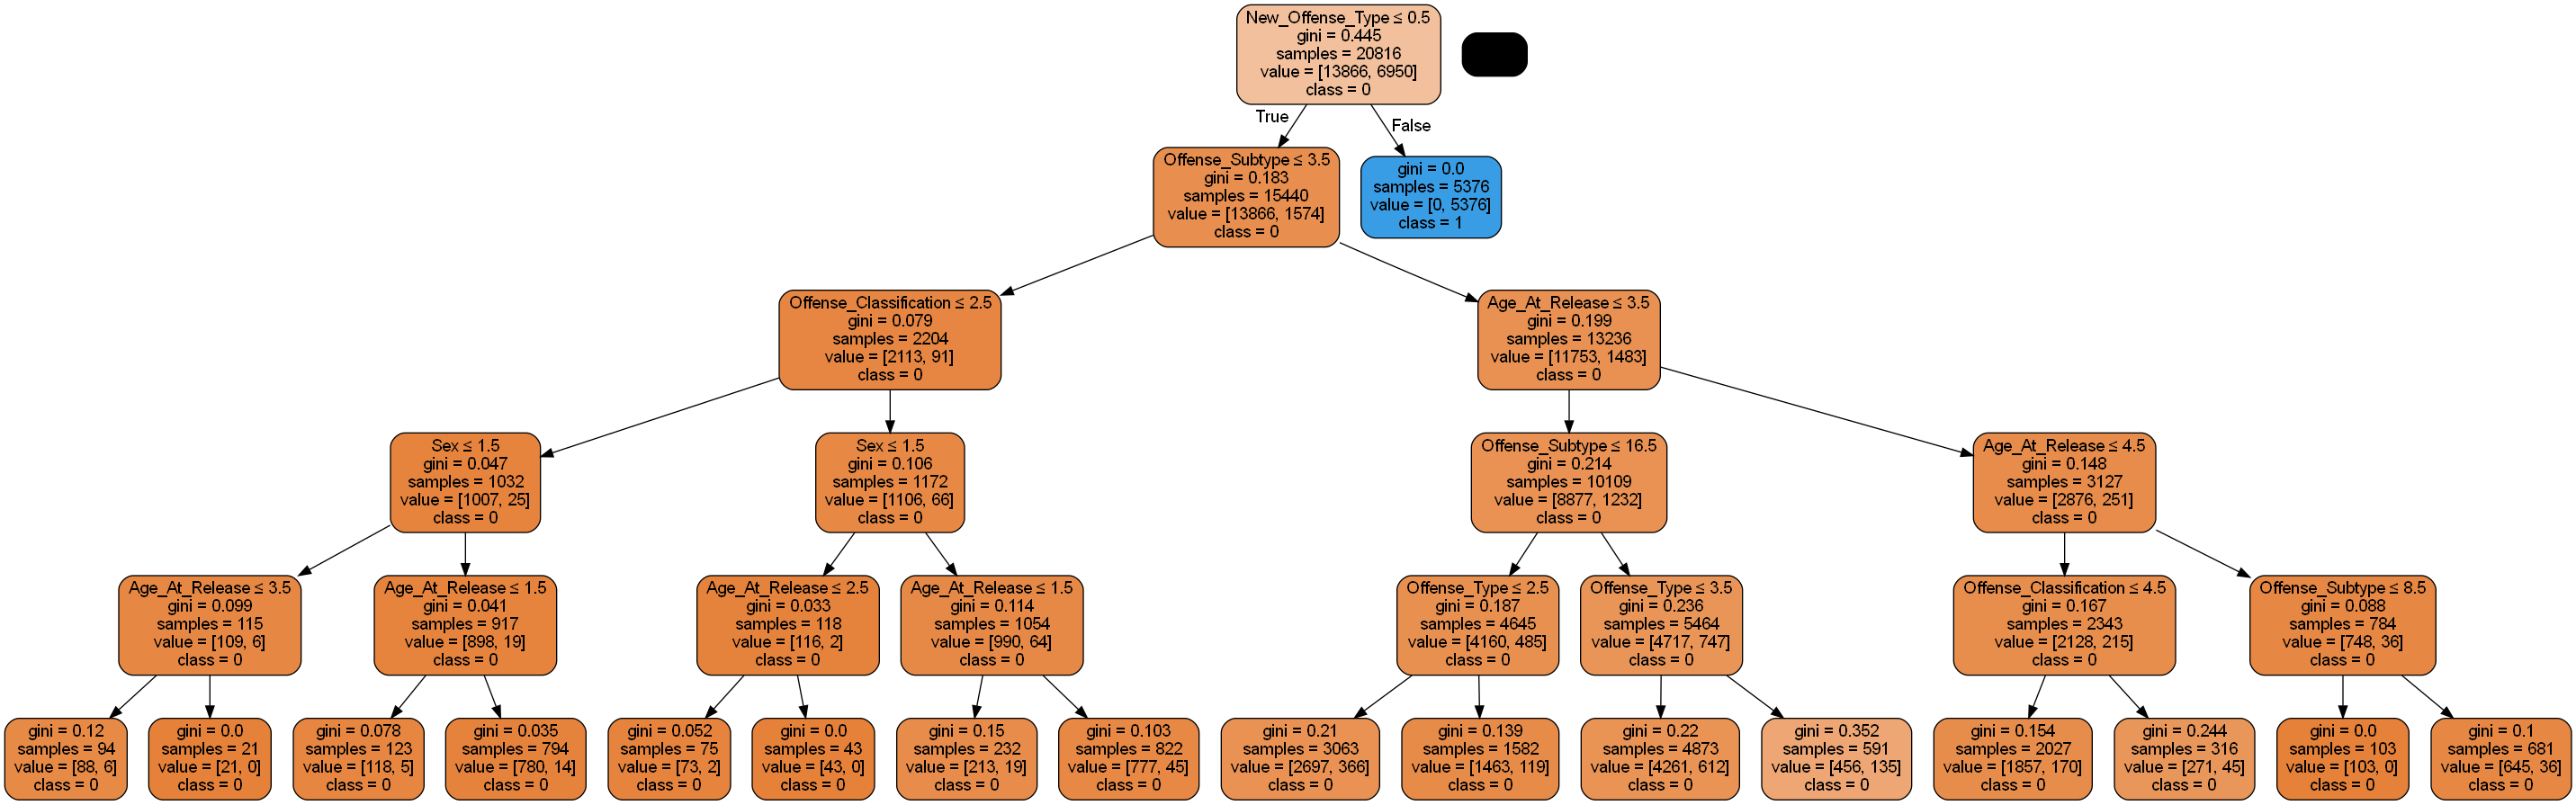 New_Offense_Type ≤ 0.5
gini = 0.445
samples = 20816
value = [13866, 6950]
class = 0
True
False
Offense_Subtype ≤ 3.5
gini = 0.183
samples = 15440
value = [13866, 1574]
class = 0
gini = 0.0
samples = 5376
value = [0, 5376]
class = 1
Offense_Classification ≤ 2.5
gini = 0.079
samples = 2204
value = [2113, 91]
class = 0
Age_At_Release ≤ 3.5
gini = 0.199
samples = 13236
value = [11753, 1483]
class = 0
Sex ≤ 1.5
gini = 0.047
samples = 1032
value = [1007, 25]
class = 0
Sex ≤ 1.5
gini = 0.106
samples = 1172
value = [1106, 66]
class = 0
Offense_Subtype ≤ 16.5
gini = 0.214
samples = 10109
value = [8877, 1232]
class = 0
Age_At_Release ≤ 4.5
gini = 0.148
samples = 3127
value = [2876, 251]
class = 0
Age_At_Release ≤ 3.5
gini = 0.099
samples = 115
value = [109, 6]
class = 0
Age_At_Release ≤ 1.5
gini = 0.041
samples = 917
value = [898, 19]
class = 0
Age_At_Release ≤ 2.5
gini = 0.033
samples = 118
value = [116, 2]
class = 0
Age_At_Release ≤ 1.5
gini = 0.114
samples = 1054
value = [990, 64]
class = 0
Offense_Type ≤ 2.5
gini = 0.187
samples = 4645
value = [4160, 485]
class = 0
Offense_Type ≤ 3.5
gini = 0.236
samples = 5464
value = [4717, 747]
class = 0
Offense_Classification ≤ 4.5
gini = 0.167
samples = 2343
value = [2128, 215]
class = 0
Offense_Subtype ≤ 8.5
gini = 0.088
samples = 784
value = [748, 36]
class = 0
gini = 0.12
samples = 94
value = [88, 6]
class = 0
gini = 0.0
samples = 21
value = [21, 0]
class = 0
gini = 0.078
samples = 123
value = [118, 5]
class = 0
gini = 0.035
samples = 794
value = [780, 14]
class = 0
gini = 0.052
samples = 75
value = [73, 2]
class = 0
gini = 0.0
samples = 43
value = [43, 0]
class = 0
gini = 0.15
samples = 232
value = [213, 19]
class = 0
gini = 0.103
samples = 822
value = [777, 45]
class = 0
gini = 0.21
samples = 3063
value = [2697, 366]
class = 0
gini = 0.139
samples = 1582
value = [1463, 119]
class = 0
gini = 0.22
samples = 4873
value = [4261, 612]
class = 0
gini = 0.352
samples = 591
value = [456, 135]
class = 0
gini = 0.154
samples = 2027
value = [1857, 170]
class = 0
gini = 0.244
samples = 316
value = [271, 45]
class = 0
gini = 0.0
samples = 103
value = [103, 0]
class = 0
gini = 0.1
samples = 681
value = [645, 36]
class = 0